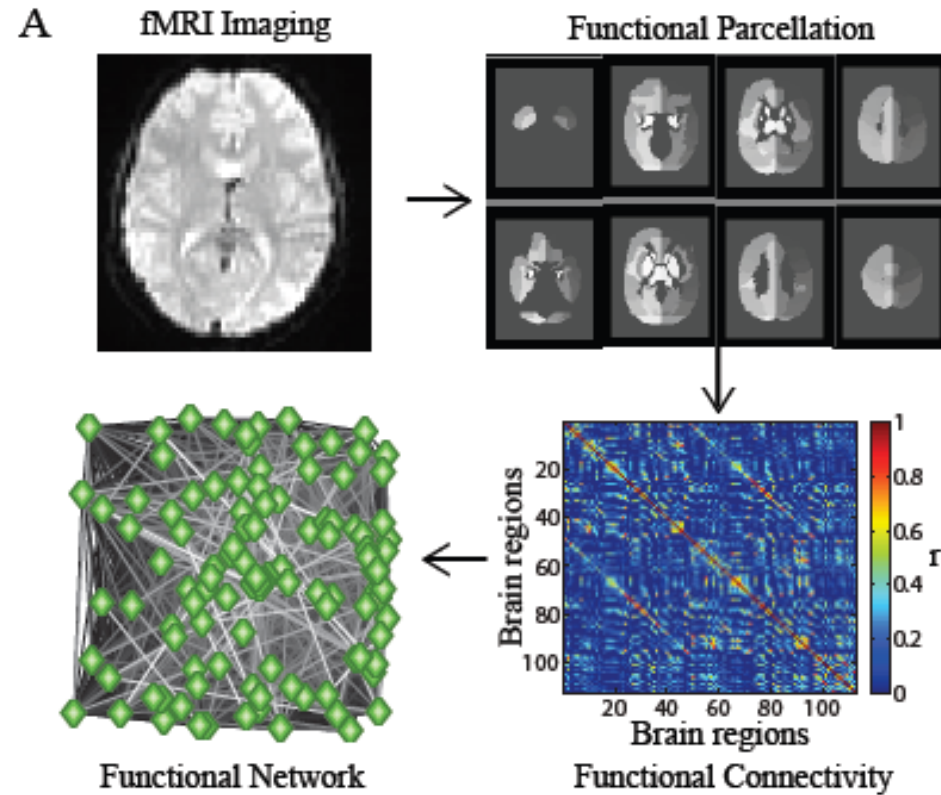 A
fMRI Imaging
Functional Parcellation
1
20
0.8
40
0.6
60
r
0.4
80
0.2
100
0
20 40 60 80 100
Brain regions
Brain regions
Functional Network
Functional Connectivity